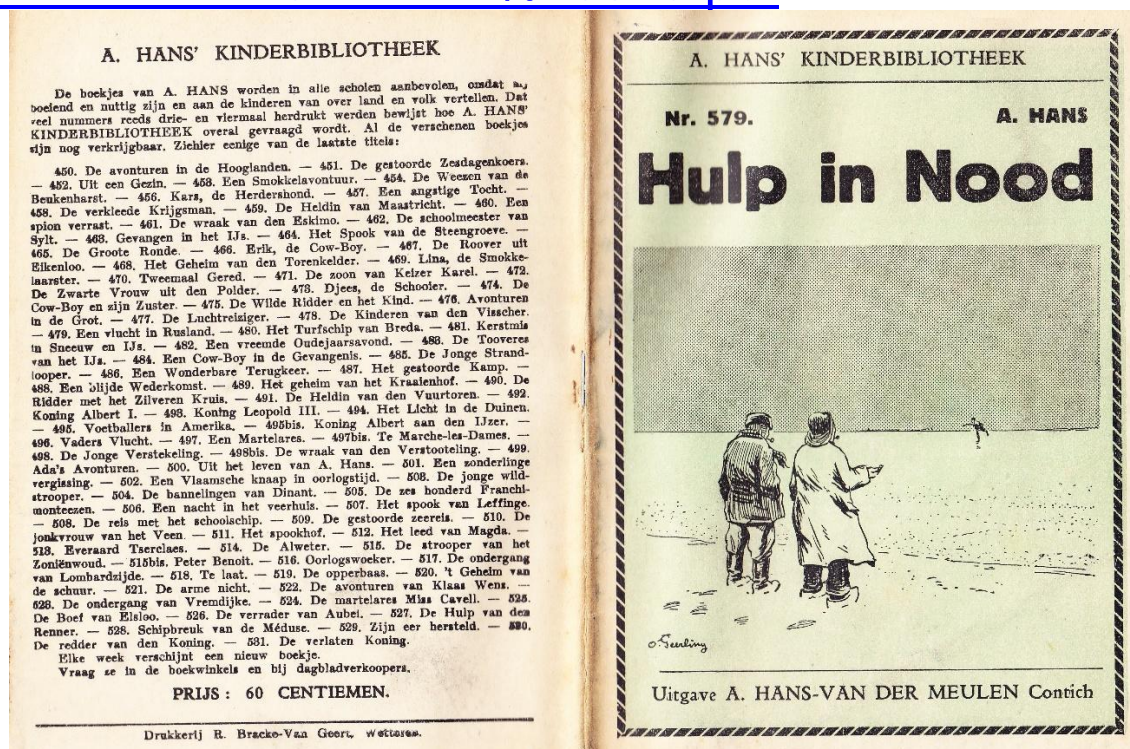 A. HANS' KINDERBIBLIOTHEEK
De boekjes van A. HANS worden in alle scholen aanbevolen, omdat
boeiend en nuttig zijn en aan de kinderen van over land en volk vertellen. Dat
veel nummers reeds drie- en viermaal herdrukt werden bewijst hoe A. HANS'
KINDERBIBLIOTHEEK overal gevraagd wordt. Al de verschenen boekjes
zijn nog verkrijgbaar. Ziehier eenige van de laatste titels:
450. De avonturen in de Hooglanden. — 451. De gestoorde Zesdagenkoers.
— 452. Uit een Gezin. — 453. Een Smokkelavontuur. — 454. De Weezen van de
Beukenharst. — 456. Kars, de Herdershond. — 457. Een angstige Tocht. —
458. De verkleede Krijgsman. — 459. De Heldin van Maastricht. — 460. Een
spion verrast. — 461. De wraak van den Eskimo. — 462. De schoolmeester van
Sylt. — 463. Gevangen in het IJs. — 464. Het Spook van de Steengroeve. —
465. De Groote Ronde. — 466. Erik, de Cow-Boy. — 467. De Roover uit
Eikenloo. — 468. Het Geheim van den Torenkelder. — 469. Lina, de Smokke-
laarster. — 470. Tweemaal Gered. — 471. De zoon van Keizer Karel. — 472.
De Zwarte Vrouw uit den Polder. — 473. Djees, de Schooier. — 474. De
Cow-Boy en zijn Zuster. — 475. De Wilde Ridder en het Kind. — 476. Avonturen
in de Grot. — 477. De Luchtreiziger. — 478. De Kinderen van den Visscher.
— 479. Een vlucht in Rusland. — 480. Het Turfschip van Breda. — 481. Kerstmis
in Sneeuw en IJs. — 482. Een vreemde Oudejaarsavond. — 483. De Tooveres
van het IJs. — 484. Een Cow-Boy in de Gevangenis. — 485. De Jonge Strand-
looper. — 486. Een Wonderbare Terugkeer. — 487. Het gestoorde Kamp. —
488. Een blijde Wederkomst. — 489. Het geheim van het Kraaienhof. — 490. De
Ridder met het Zilveren Kruis. — 491. De Heldin van den Vuurtoren. — 492.
Koning Albert I. — 493. Koning Leopold III. — 494. Het Licht in de Duinen.
— 495. Voetballers in Amerika. — 495bis. Koning Albert aan den IJzer. —
496. Vaders Vlucht. — 497. Een Martelares. — 497bis. Te Marche-les-Dames. —
498. De Jonge Verstekeling. — 498bis. De wraak van den Verstooteling. — 499.
Ada's Avonturen. — 500. Uit het leven van A. Hans. — 501. Een zonderlinge
vergissing. — 502. Een Vlaamsche knaap in oorlogstijd. — 503. De jonge wild-
strooper. — 504. De bannelingen van Dinant. — 505. De zes honderd Franchi-
monteezen. — 506. Een nacht in het veerhuis. — 507. Het spook van Leffinge.
— 508. De reis met het schoolschip. — 509. De gestoorde zeereis. — 510. De
jonkvrouw van het Veen. — 511. Het spookhof. — 512. Het leed van Magda. —
513. Everaard Tserclaes. — 514. De Alweter. — 515. De strooper van het
Zoniënwoud. — 515bis. Peter Benoit. — 516. Oorlogswoeker. — 517. De ondergang
van Lombardzijde. — 518. Te laat. — 519. De opperbaas. — 520. 't Geheim van
de schuur. — 521. De arme nicht. — 522. De avonturen van Klaas Wens. —
523. De ondergang van Vremdijke. — 524. De martelares Miss Cavell. — 525.
De Boef van Elsloo. — 526. De verrader van Aubel. — 527. De Hulp van den
Renner. — 528. Schipbreuk van de Méduse. — 529. Zijn eer hersteld. — 530.
De redder van den Koning. — 531. De verlaten Koning.
Elke week verschijnt een nieuw boekje.
Vraag ze in de boekwinkels en bij dagbladverkoopers.
PRIJS : 60 CENTIEMEN.
Drukkerij R. Bracke-Van Geert, Wetteren.
A. HANS' KINDERBIBLIOTHEEK
Nr. 579. A. HANS
Hulp in Nood
O. Geerling
Uitgave A. HANS-VAN DER MEULEN Contich